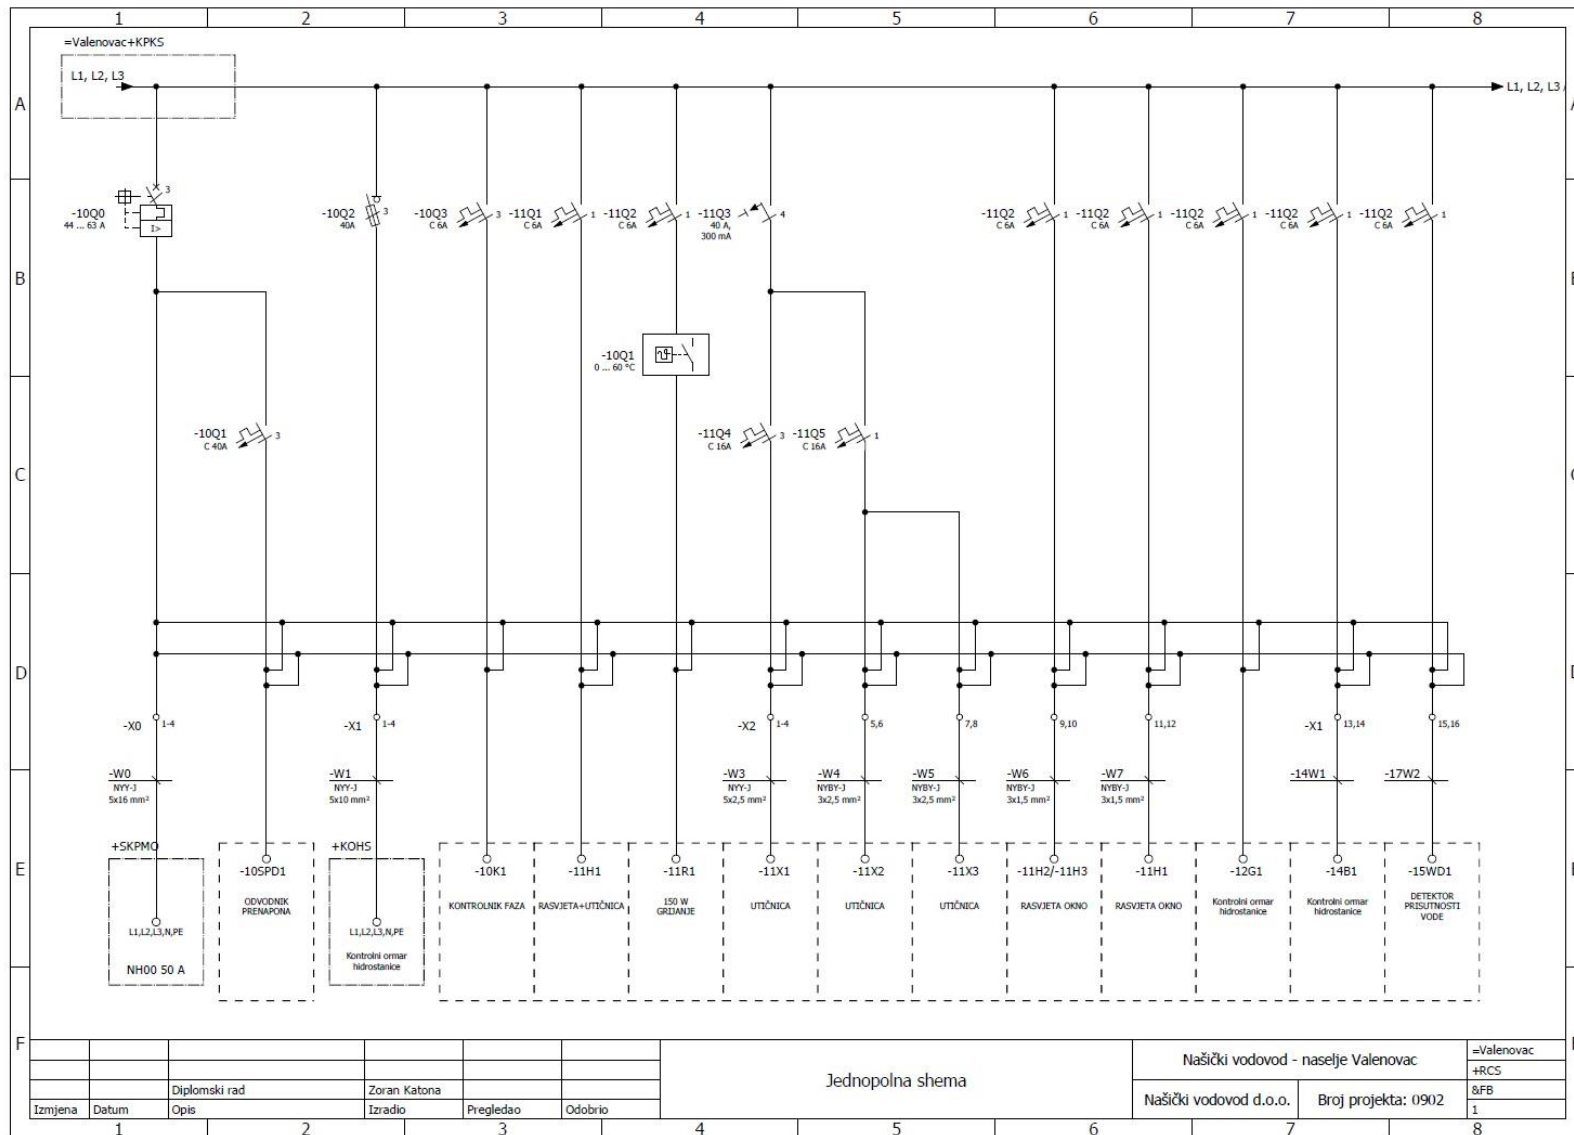 1 2 3 4 5 6 7 8
=Valenovac+KPKS
L1, L2, L3
L1, L2, L3
A A
-10Q0
44 ... 63 A
3
I>
-10Q2
40A
3
-10Q3
C 6A
3
-11Q1
C 6A
1
-11Q2
C 6A
1
-11Q3
40 A,
300 mA
4
-11Q2
C 6A
1
-11Q2
C 6A
1
-11Q2
C 6A
1
-11Q2
C 6A
1
-11Q2
C 6A
1
B B
-10Q1
0 ... 60 °C
ϑ
-10Q1
C 40A
3
-11Q4
C 16A
3
-11Q5
C 16A
1
C C
D D
-X0 1-4
-X1 1-4
-X2 1-4
5,6
7,8
9,10
11,12
-X1 13,14
15,16
-W0
NYY-J
5x16 mm²
-W1
NYY-J
5x10 mm²
-W3
NYY-J
5x2,5 mm²
-W4
NYBY-J
3x2,5 mm²
-W5
NYBY-J
3x2,5 mm²
-W6
NYBY-J
3x1,5 mm²
-W7
NYBY-J
3x1,5 mm²
-14W1
-17W2
E E
+SKPMO
L1,L2,L3,N,PE
NH00 50 A
-10SPD1
ODVODNIK
PRENAPONA
+KOHS
L1,L2,L3,N,PE
Kontrolni ormar
hidrostanice
-10K1
KONTROLNIK FAZA
-11H1
RASVJETA+UTIČNICA
-11R1
150 W
GRIJANJE
-11X1
UTIČNICA
-11X2
UTIČNICA
-11X3
UTIČNICA
-11H2/-11H3
RASVJETA OKNO
-11H1
RASVJETA OKNO
-12G1
Kontrolni ormar
hidrostanice
-14B1
Kontrolni ormar
hidrostanice
-15WD1
DETEKTOR
PRISUTNOSTI
VODE
F F
Diplomski rad Zoran Katona
Izmjena Datum Opis Izradio Pregledao Odobrio
Jednopolna shema
Našički vodovod - naselje Valenovac
Našički vodovod d.o.o.
Broj projekta: 0902
=Valenovac
+RCS
&FB
1
1 2 3 4 5 6 7 8